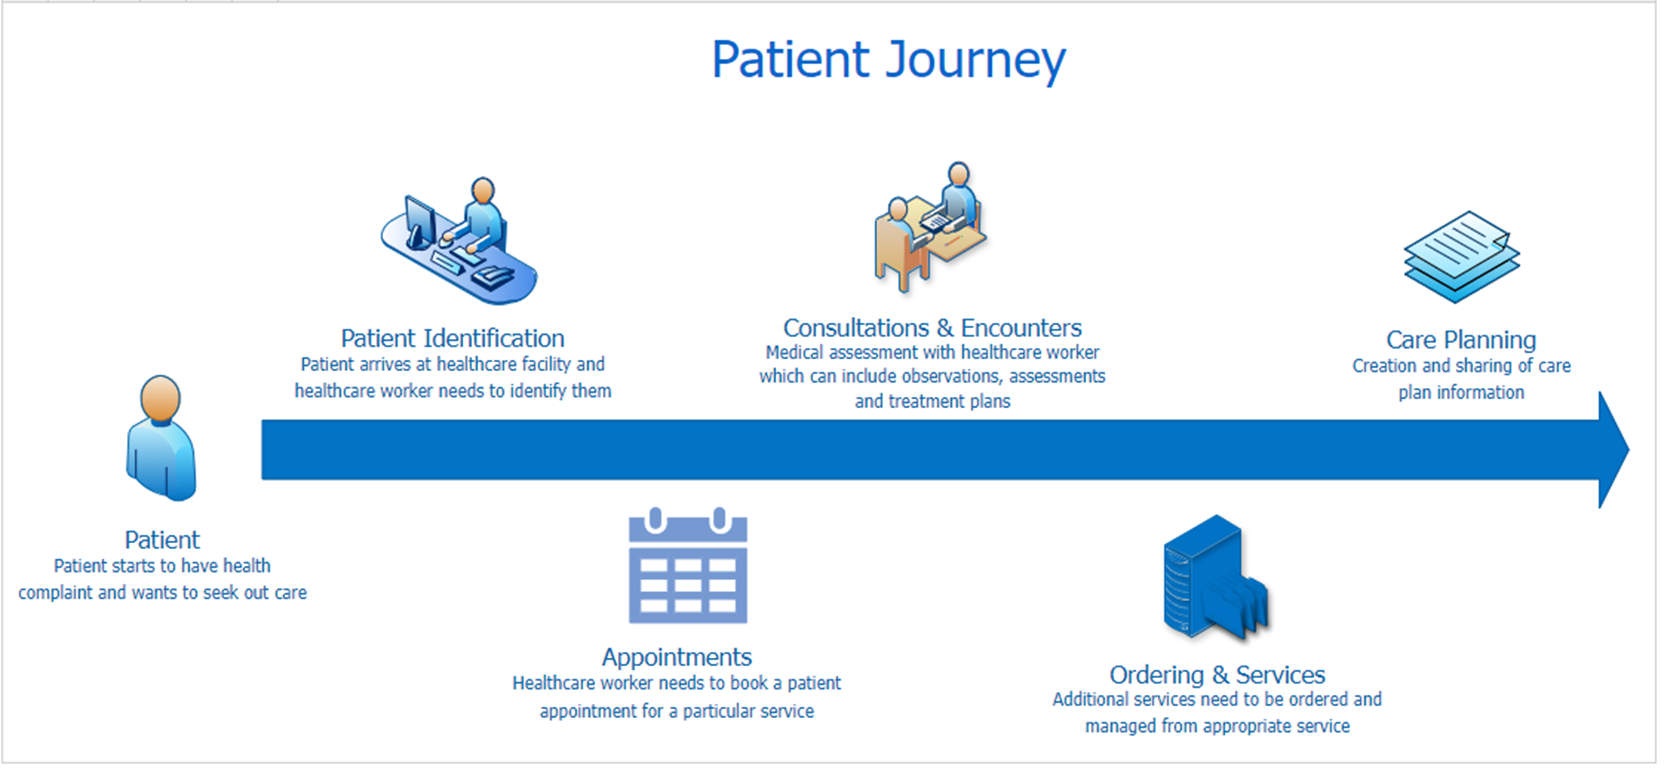 Patient Journey
Patient
Patient starts to have health
complaint and wants to seek out care
Patient Identification
Patient arrives at healthcare facility and
healthcare worker needs to identify them
Appointments
Healthcare worker needs to book a patient
appointment for a particular service
Consultations & Encounters
Medical assessment with healthcare worker
which can include observations, assessments
and treatment plans
Ordering & Services
Additional services need to be ordered and
managed from appropriate service
Care Planning
Creation and sharing of care
plan information